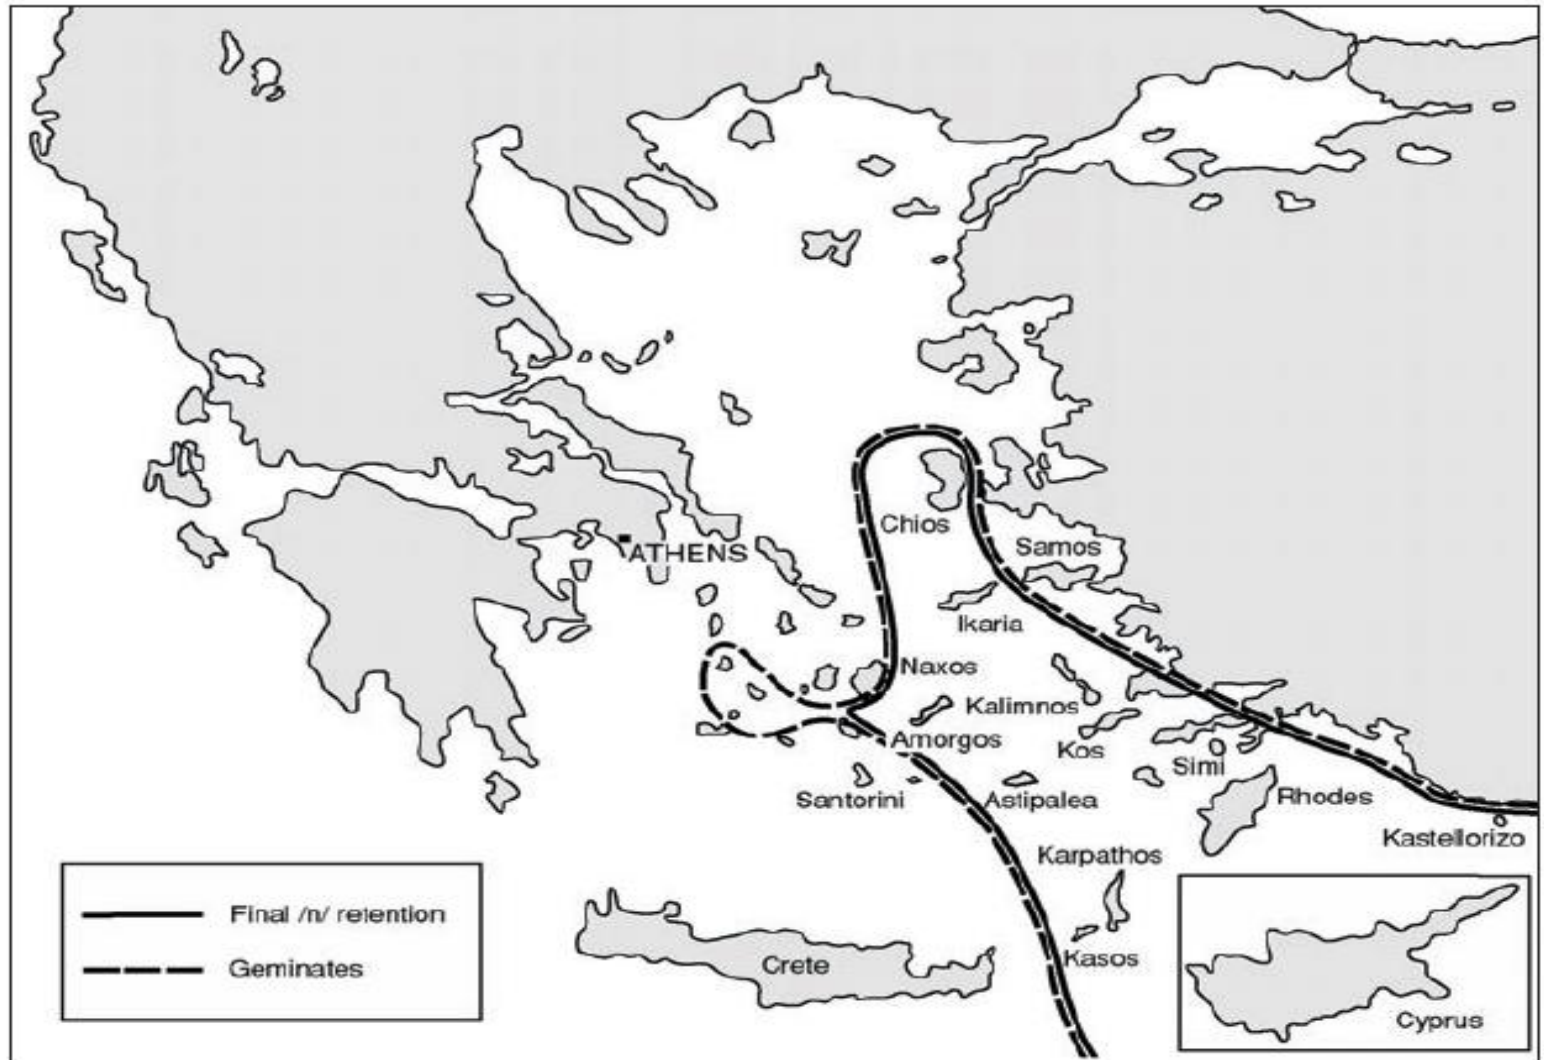 Chios
ATHENS
Samos
Ikaria
Naxos
Kalimnos
Amorgos
Kos
Simi
Santorini
Astipalea
Rhodes
Kastellorizo
Karpathos
Final /n/ retention
Geminates
Crete
Kasos
Cyprus